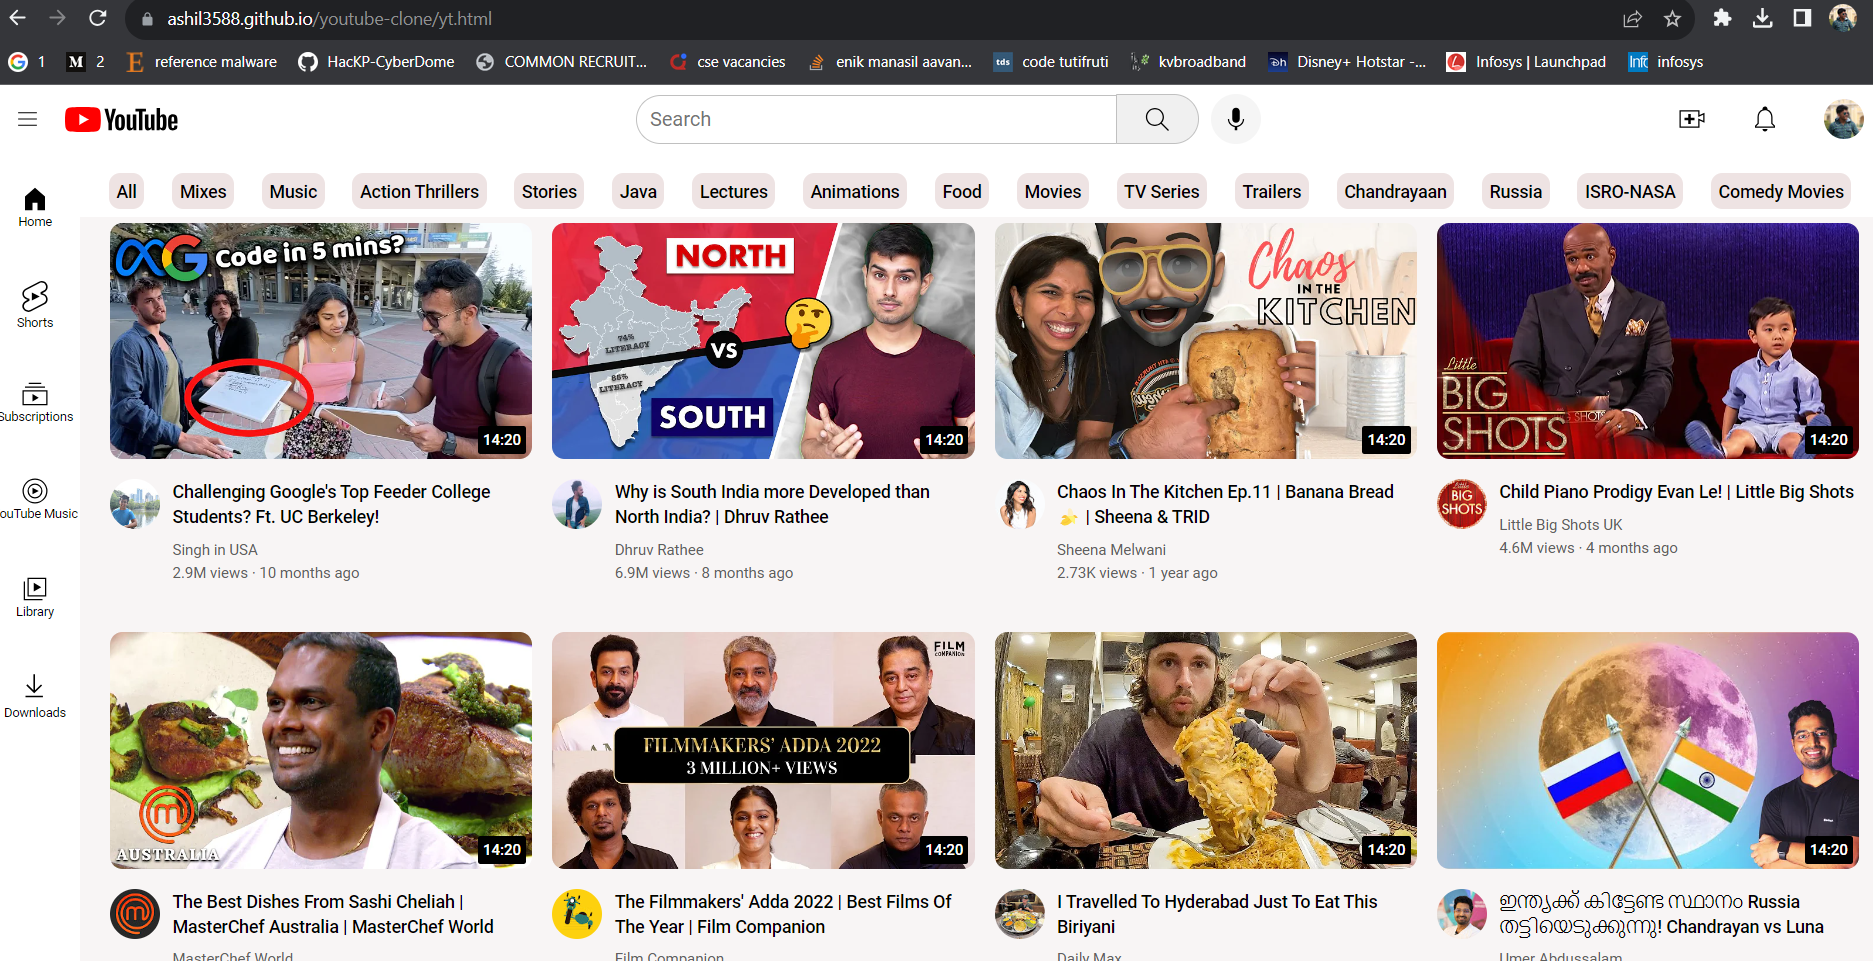 ashil3588.github.io/youtube-clone/yt.html
1
2
reference malware
HacKP-CyberDome
COMMON RECRUIT...
cse vacancies
enik manasil aavan...
code tutifruti
kvbroadband
Disney+ Hotstar -...
Infosys | Launchpad
infosys
YouTube
Search
All
Mixes
Music
Action Thrillers
Stories
Java
Lectures
Animations
Food
Movies
TV Series
Trailers
Chandrayaan
Russia
ISRO-NASA
Comedy Movies
Home
Shorts
Subscriptions
ouTube Music
Library
Downloads
Code in 5 mins?
14:20
NORTH
74%
LITERACY
VS
LITERACY
SOUTH
14:20
Chaos
IN THE
KITCHEN
14:20
Little
BIG
SHOTS
14:20
Challenging Google's Top Feeder College
Students? Ft. UC Berkeley!
Singh in USA
2.9M views · 10 months ago
Why is South India more Developed than
North India? | Dhruv Rathee
Dhruv Rathee
6.9M views · 8 months ago
Chaos In The Kitchen Ep.11 | Banana Bread
🍌 | Sheena & TRID
Sheena Melwani
2.73K views · 1 year ago
BIG
SHOTS
Child Piano Prodigy Evan Le! | Little Big Shots
Little Big Shots UK
4.6M views · 4 months ago
AUSTRALIA
14:20
FILM
COMPANION
FILMMAKERS' ADDA 2022
3 MILLION+ VIEWS
14:20
14:20
14:20
The Best Dishes From Sashi Cheliah |
MasterChef Australia | MasterChef World
MasterChef World
The Filmmakers' Adda 2022 | Best Films Of
The Year | Film Companion
Film Companion
I Travelled To Hyderabad Just To Eat This
Biriyani
Daily Max
ഇന്ത്യക്ക് കിട്ടേണ്ട സ്ഥാനം Russia
തട്ടിയെടുക്കുന്നു! Chandrayan vs Luna
Umer Abdussalam